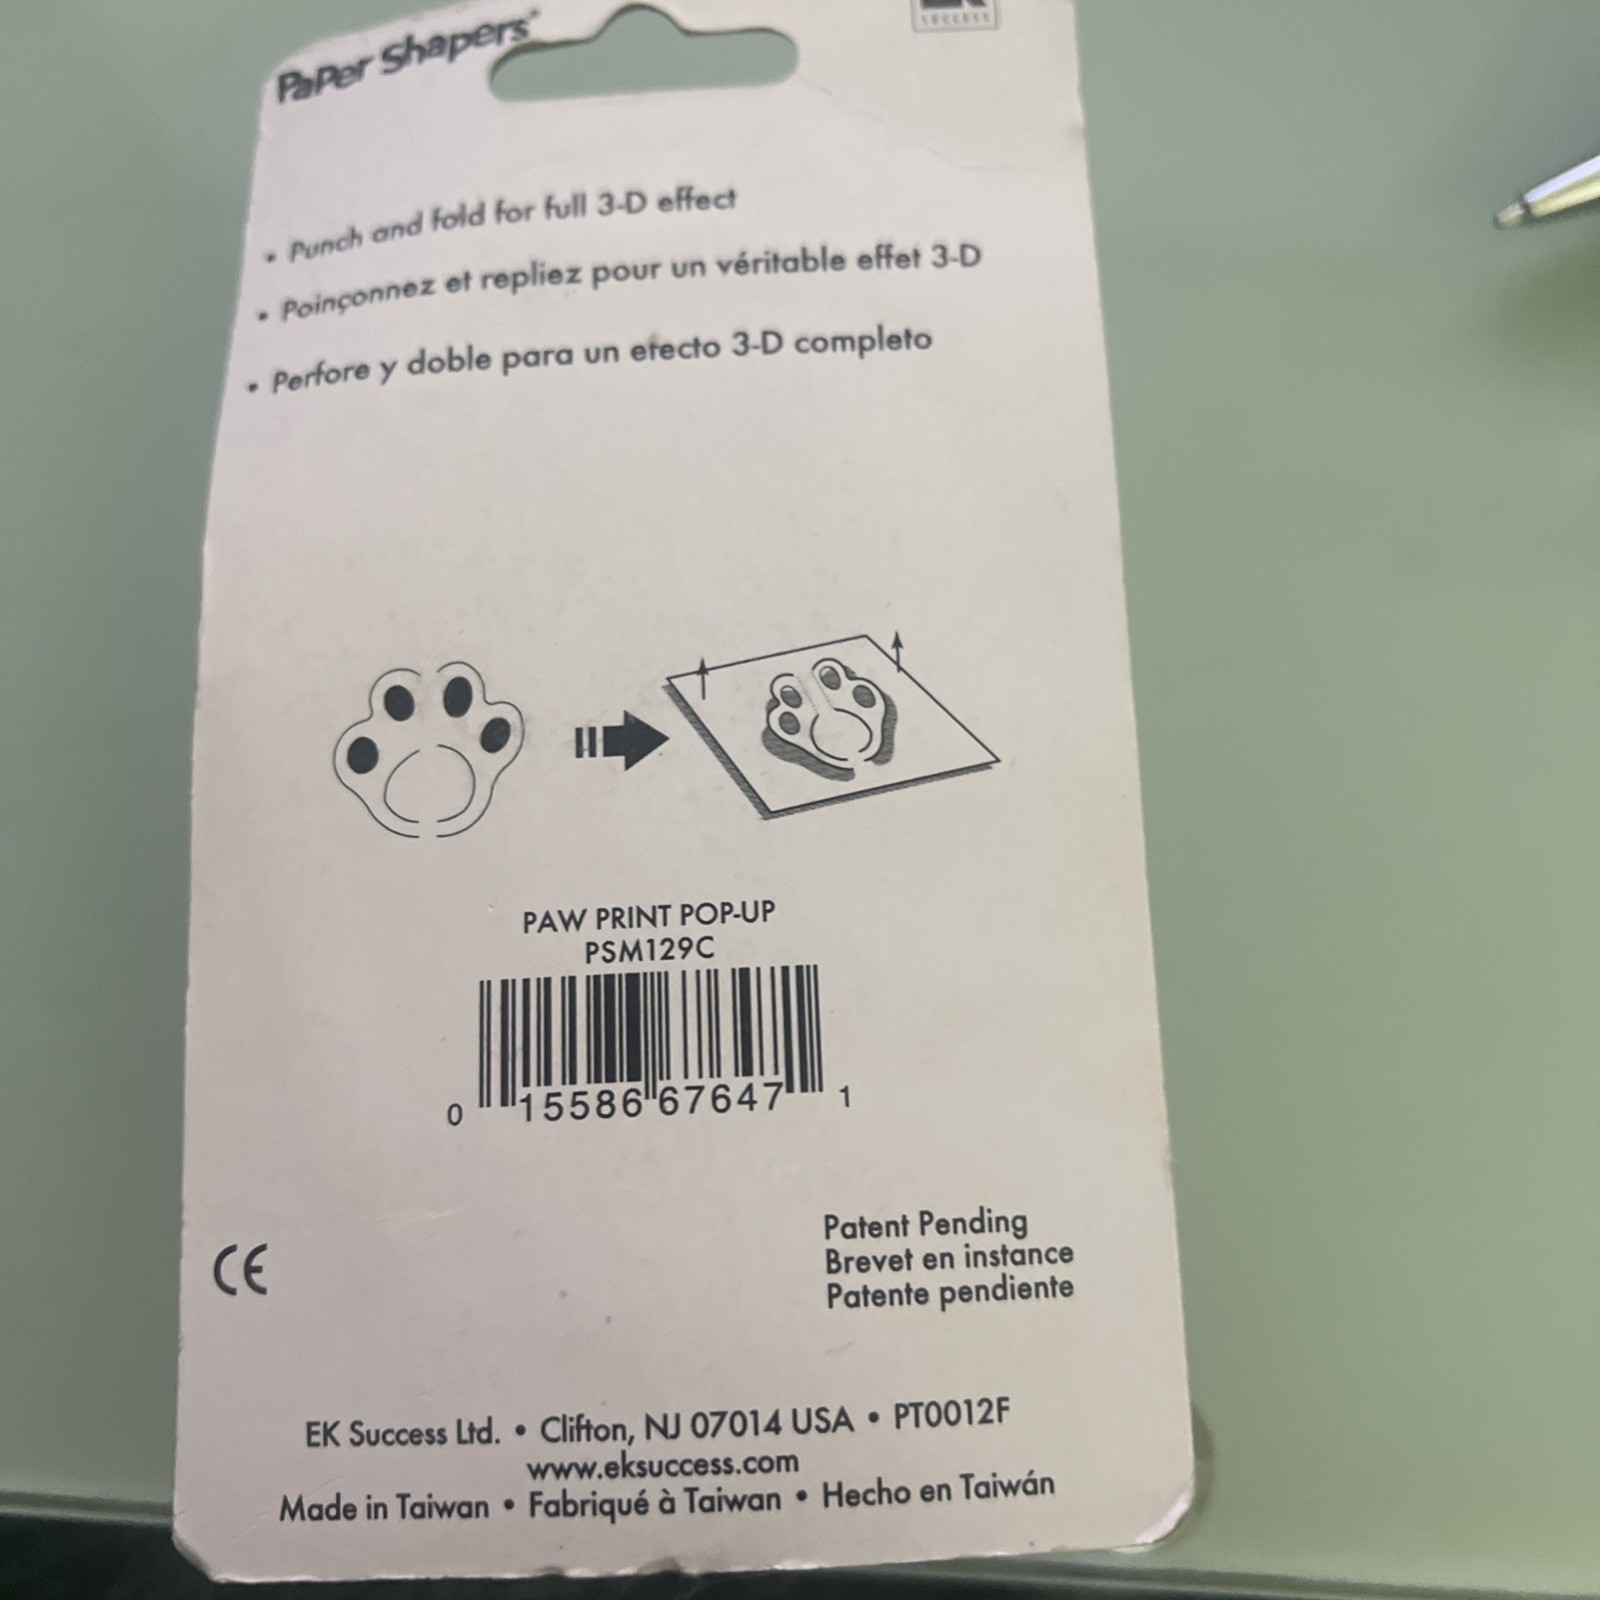 PaPer Shapers
SUCCESS
• Punch and fold for full 3-D effect
• Poinçonnez et repliez pour un véritable effet 3-D
• Perfore y doble para un efecto 3-D completo
PAW PRINT POP-UP
PSM129C
0 15586 67647 1
CE
Patent Pending
Brevet en instance
Patente pendiente
EK Success Ltd. • Clifton, NJ 07014 USA • PT0012F
www.eksuccess.com
Made in Taiwan • Fabriqué à Taiwan • Hecho en Taiwán